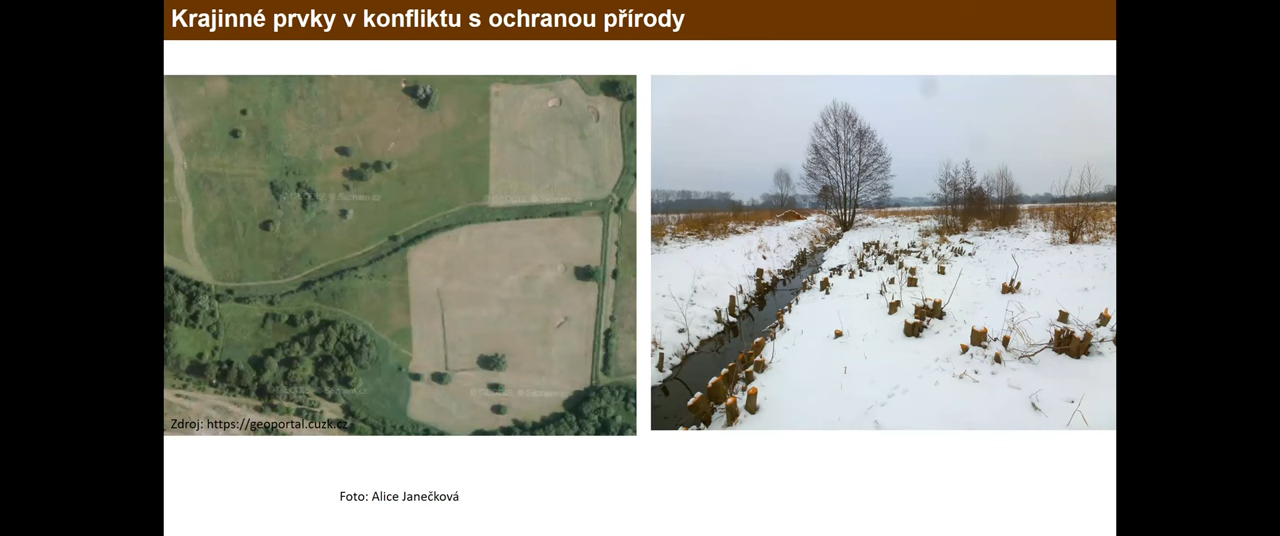 Krajinné prvky v konfliktu s ochranou přírody
Zdroj: https://geoportal.cuzk.cz
Foto: Alice Janečková